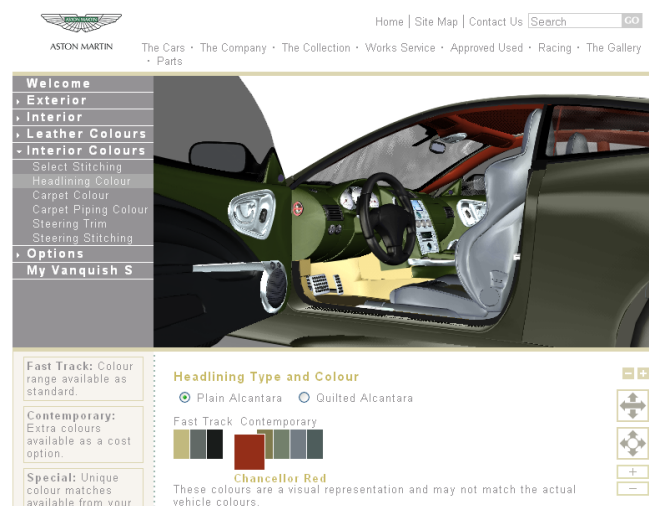 Home | Site Map | Contact Us Search GO
ASTON MARTIN
ASTON MARTIN
The Cars · The Company · The Collection · Works Service · Approved Used · Racing · The Gallery
· Parts
Welcome
Exterior
Interior
Leather Colours
Interior Colours
Select Stitching
Headlining Colour
Carpet Colour
Carpet Piping Colour
Steering Trim
Steering Stitching
Options
My Vanquish S
Fast Track: Colour
range available as
standard.
Contemporary:
Extra colours
available as a cost
option.
Special: Unique
colour matches
available from your
Headlining Type and Colour
Plain Alcantara Quilted Alcantara
Fast Track Contemporary
Chancellor Red
These colours are a visual representation and may not match the actual
vehicle colours.